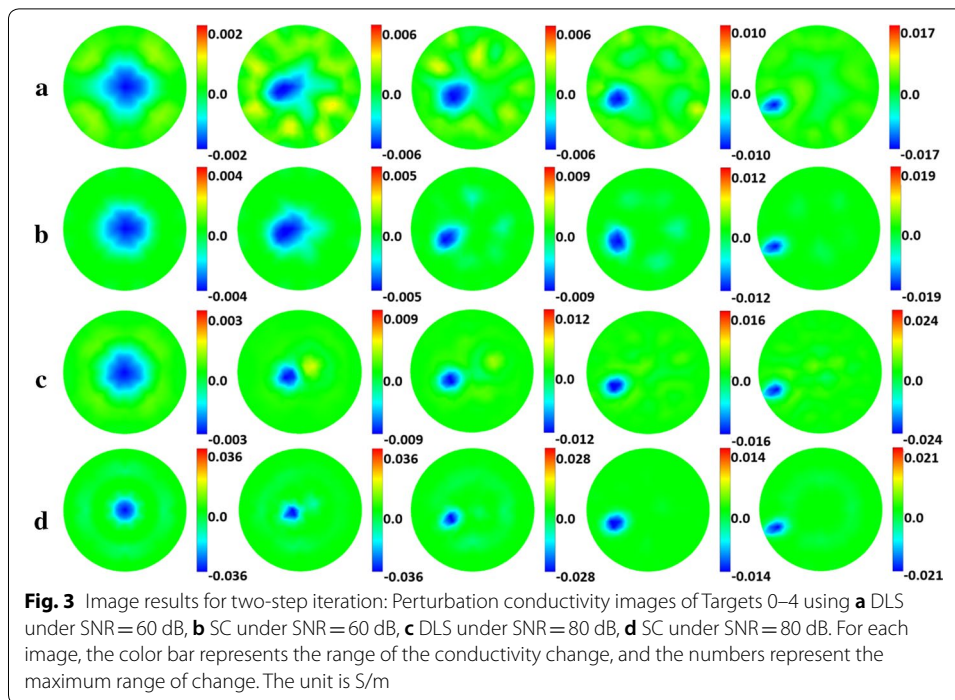 0.002 0.006 0.006 0.010 0.017
a 0.0 0.0 0.0 0.0 0.0
-0.002 -0.006 -0.006 -0.010 -0.017
0.004 0.005 0.009 0.012 0.019
b 0.0 0.0 0.0 0.0 0.0
-0.004 -0.005 -0.009 -0.012 -0.019
0.003 0.009 0.012 0.016 0.024
c 0.0 0.0 0.0 0.0 0.0
-0.003 -0.009 -0.012 -0.016 -0.024
0.036 0.036 0.028 0.014 0.021
d 0.0 0.0 0.0 0.0 0.0
-0.036 -0.036 -0.028 -0.014 -0.021
Fig. 3 Image results for two-step iteration: Perturbation conductivity images of Targets 0–4 using a DLS
under SNR = 60 dB, b SC under SNR = 60 dB, c DLS under SNR = 80 dB, d SC under SNR = 80 dB. For each
image, the color bar represents the range of the conductivity change, and the numbers represent the
maximum range of change. The unit is S/m